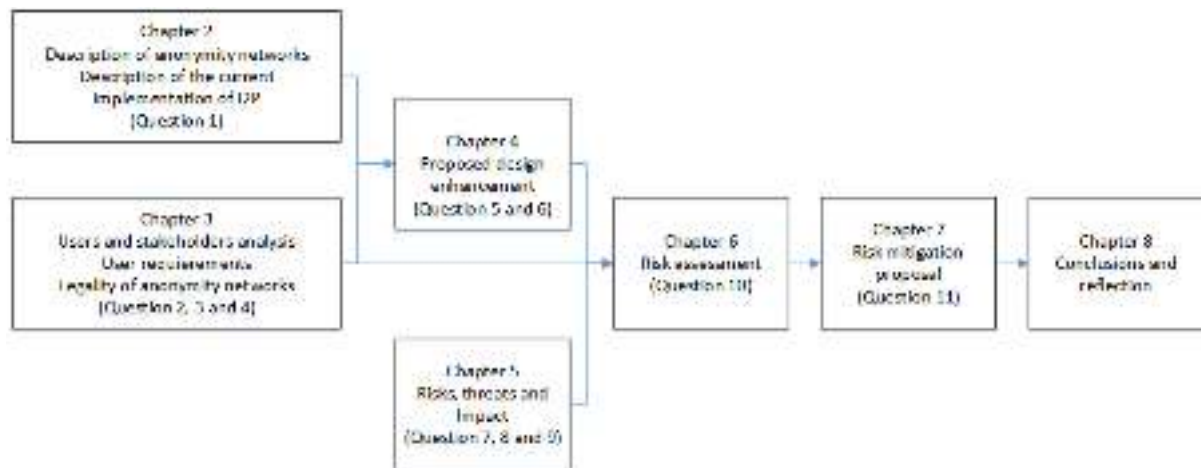 Chapter 2
Description of anonymity networks
Description of the current
implementation of I2P
(Question 1)
Chapter 3
Users and stakeholders analysis
User requierements
Legality of anonymity networks
(Question 2, 3 and 4)
Chapter 4
Proposed design
enhancement
(Question 5 and 6)
Chapter 5
Risks, threats and
Impact
(Question 7, 8 and 9)
Chapter 6
Risk assessment
(Question 10)
Chapter 7
Risk mitigation
proposal
(Question 11)
Chapter 8
Conclusions and
reflection